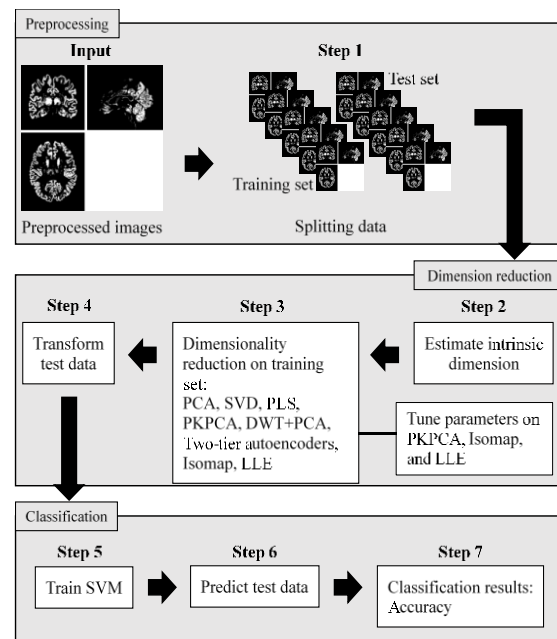 Preprocessing
Input
Step 1
Test set
Training set
Preprocessed images
Splitting data
Dimension reduction
Step 4
Step 3
Step 2
Transform
test data
Dimensionality
reduction on training
set:
PCA, SVD, PLS,
PKPCA, DWT+PCA,
Two-tier autoencoders,
Isomap, LLE
Estimate intrinsic
dimension
Tune parameters on
PKPCA, Isomap,
and LLE
Classification
Step 5
Step 6
Step 7
Train SVM
Predict test data
Classification results:
Accuracy